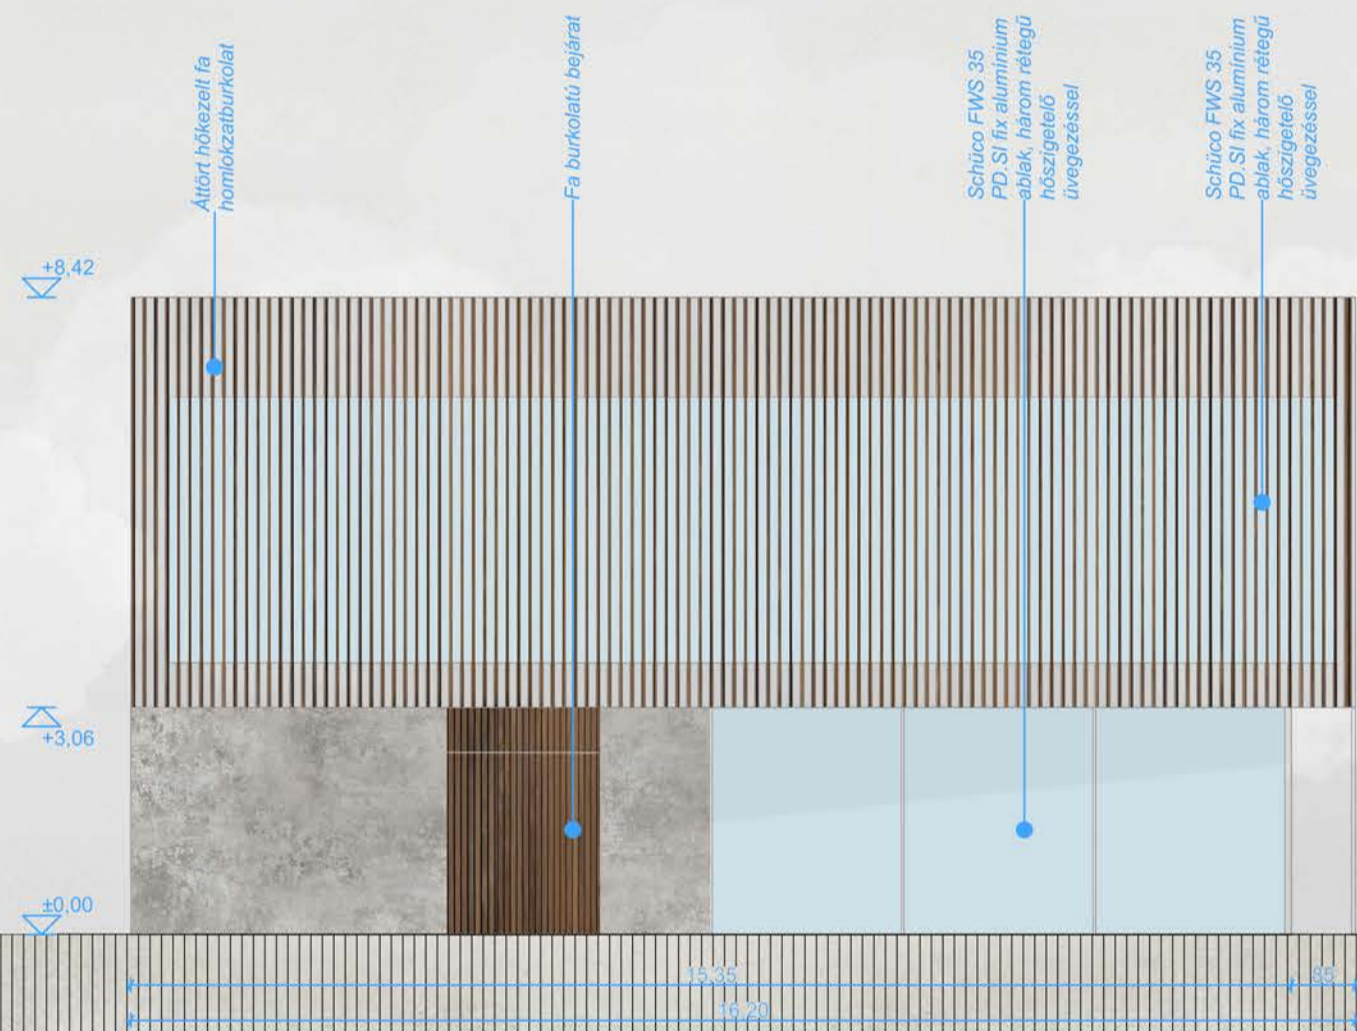 Áttört hőkezelt fa
homlokzatburkolat
Fa burkolatú bejárat
Schüco FWS 35
PD.SI fix alumínium
ablak, három rétegű
hőszigetelő
üvegezéssel
Schüco FWS 35
PD.SI fix alumínium
ablak, három rétegű
hőszigetelő
üvegezéssel
+8,42
+3,06
±0,00
15,35
85
16,20